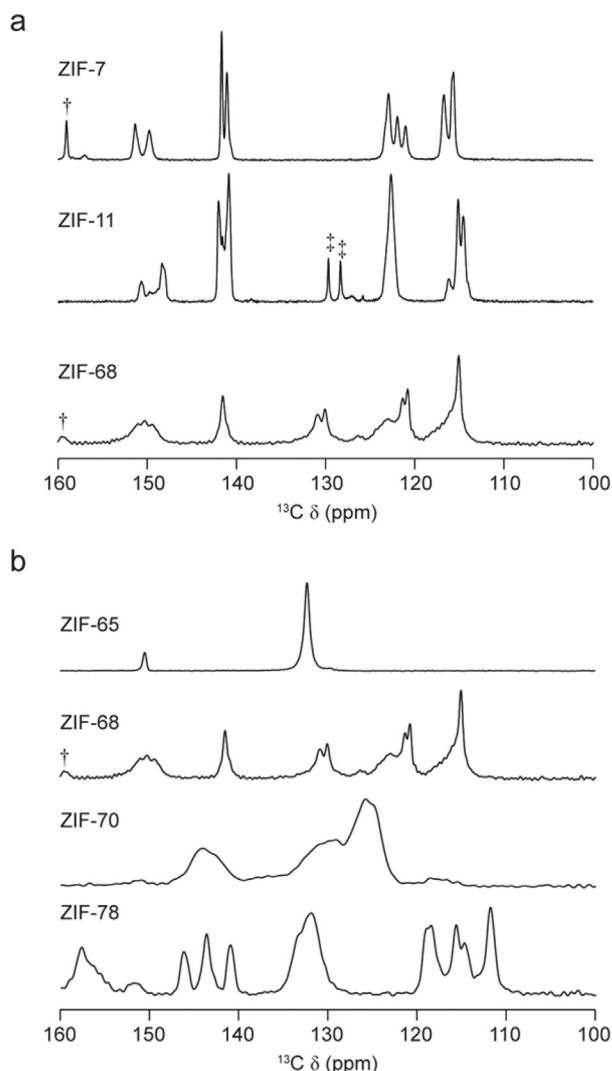 a
ZIF-7
†
ZIF-11
‡ ‡
ZIF-68
†
160 150 140 130 120 110 100
¹³C δ (ppm)
b
ZIF-65
ZIF-68
†
ZIF-70
ZIF-78
160 150 140 130 120 110 100
¹³C δ (ppm)